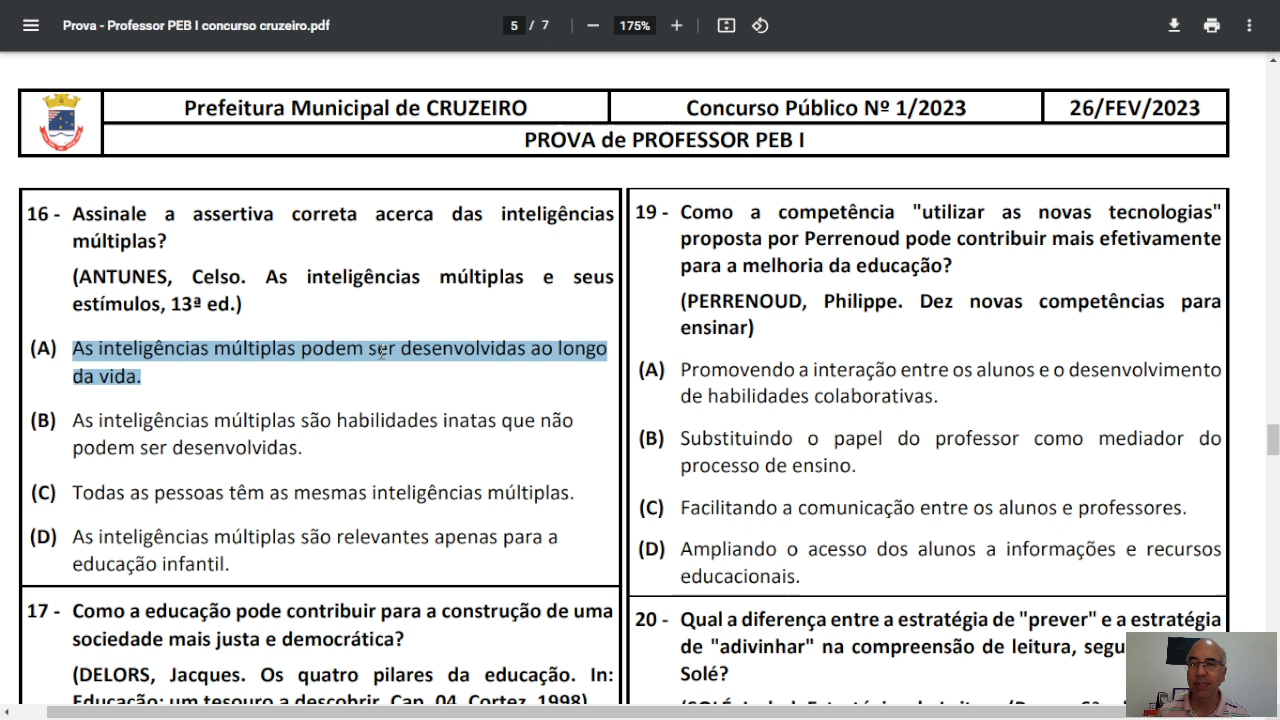 Prova - Professor PEB I concurso cruzeiro.pdf
5 / 7
175%
Prefeitura Municipal de CRUZEIRO
Concurso Público Nº 1/2023
26/FEV/2023
PROVA de PROFESSOR PEB I
16 - Assinale a assertiva correta acerca das inteligências
múltiplas?
(ANTUNES, Celso. As inteligências múltiplas e seus
estímulos, 13ª ed.)
(A) As inteligências múltiplas podem ser desenvolvidas ao longo
da vida.
(B) As inteligências múltiplas são habilidades inatas que não
podem ser desenvolvidas.
(C) Todas as pessoas têm as mesmas inteligências múltiplas.
(D) As inteligências múltiplas são relevantes apenas para a
educação infantil.
17 - Como a educação pode contribuir para a construção de uma
sociedade mais justa e democrática?
(DELORS, Jacques. Os quatro pilares da educação. In:
Educação: um tesouro a descobrir. Cap. 04. Cortez, 1998)
19 - Como a competência "utilizar as novas tecnologias"
proposta por Perrenoud pode contribuir mais efetivamente
para a melhoria da educação?
(PERRENOUD, Philippe. Dez novas competências para
ensinar)
(A) Promovendo a interação entre os alunos e o desenvolvimento
de habilidades colaborativas.
(B) Substituindo o papel do professor como mediador do
processo de ensino.
(C) Facilitando a comunicação entre os alunos e professores.
(D) Ampliando o acesso dos alunos a informações e recursos
educacionais.
20 - Qual a diferença entre a estratégia de "prever" e a estratégia
de "adivinhar" na compreensão de leitura, segu
Solé?